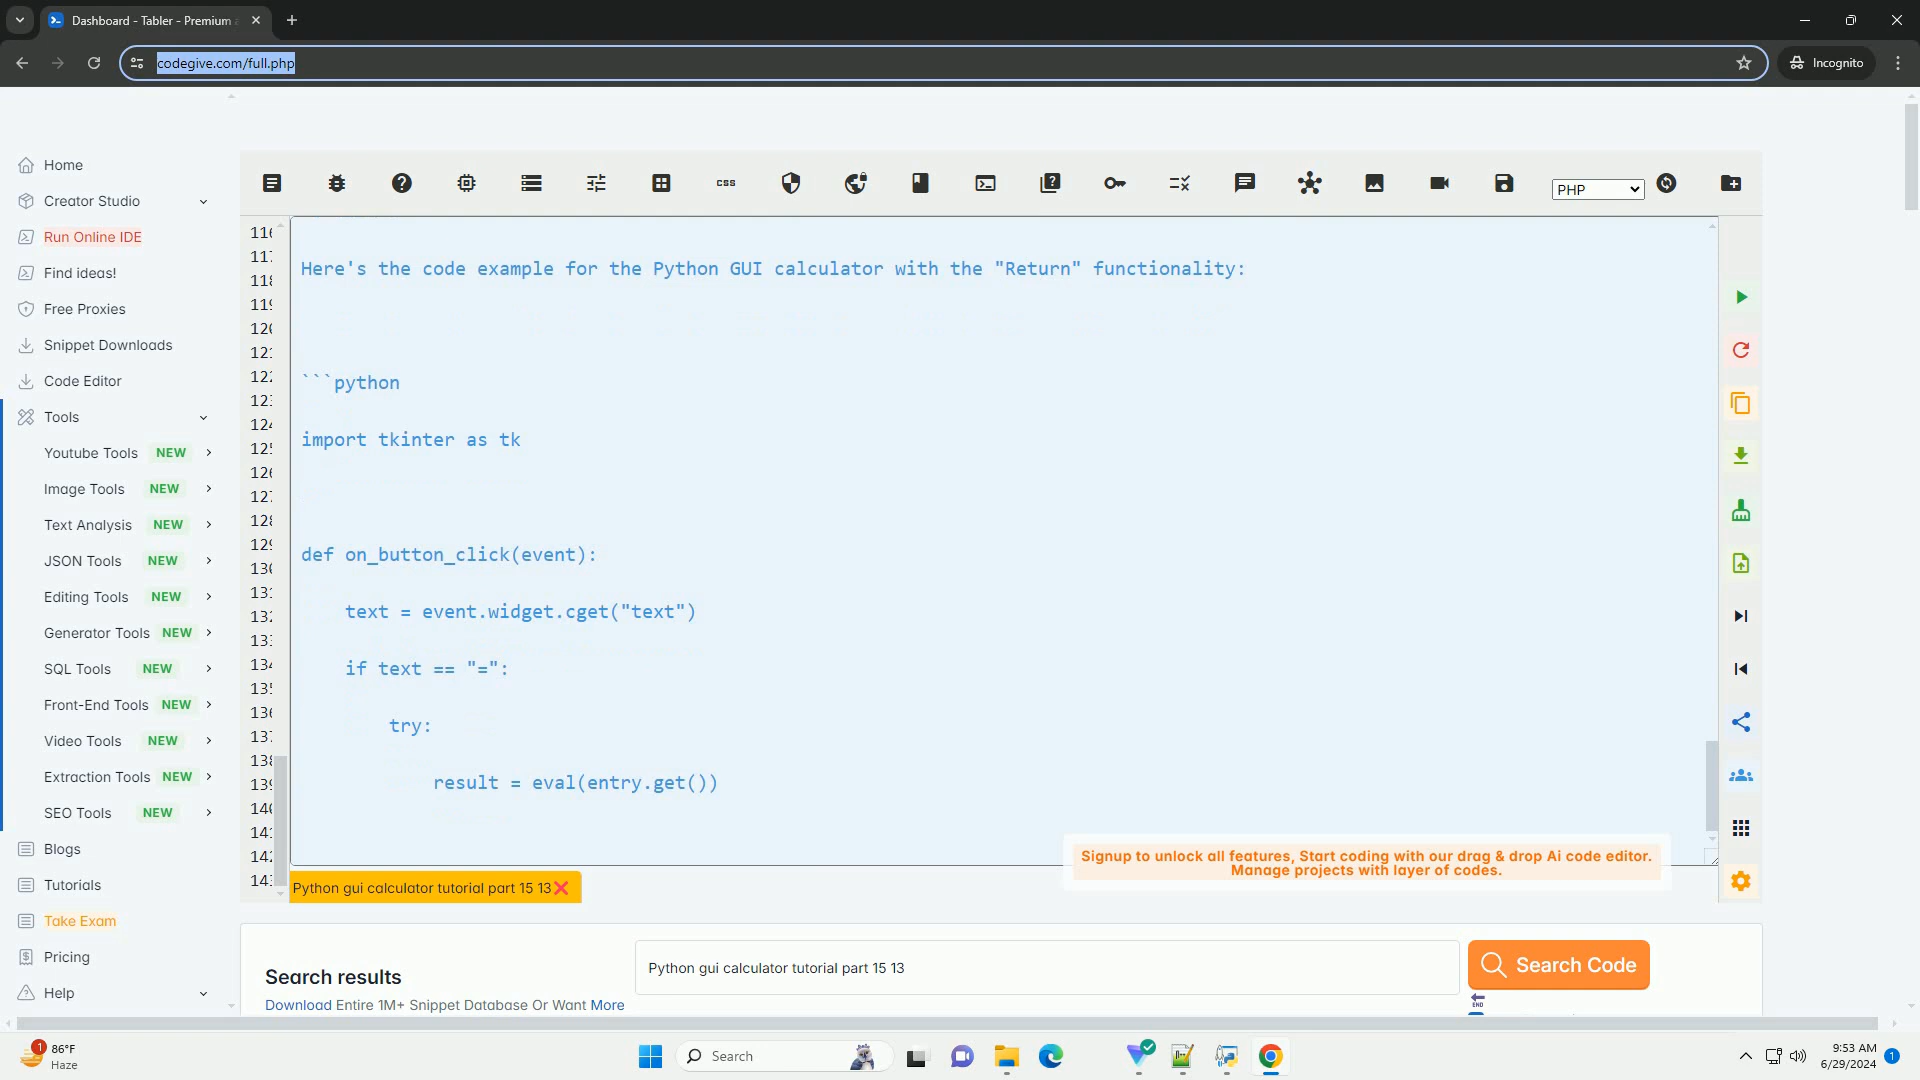 Dashboard - Tabler - Premium
codegive.com/full.php
Incognito
Home
Creator Studio
Run Online IDE
Find ideas!
Free Proxies
Snippet Downloads
Code Editor
Tools
Youtube Tools NEW
Image Tools NEW
Text Analysis NEW
JSON Tools NEW
Editing Tools NEW
Generator Tools NEW
SQL Tools NEW
Front-End Tools NEW
Video Tools NEW
Extraction Tools NEW
SEO Tools NEW
Blogs
Tutorials
Take Exam
Pricing
Help
css
PHP
Here's the code example for the Python GUI calculator with the "Return" functionality:
```python
import tkinter as tk
def on_button_click(event):
text = event.widget.cget("text")
if text == "=":
try:
result = eval(entry.get())
Signup to unlock all features, Start coding with our drag & drop Ai code editor.
Manage projects with layer of codes.
Python gui calculator tutorial part 15 13
Search results
Download Entire 1M+ Snippet Database Or Want More
Python gui calculator tutorial part 15 13
Search Code
END
1
86°F
Haze
Search
9:53 AM
6/29/2024
1